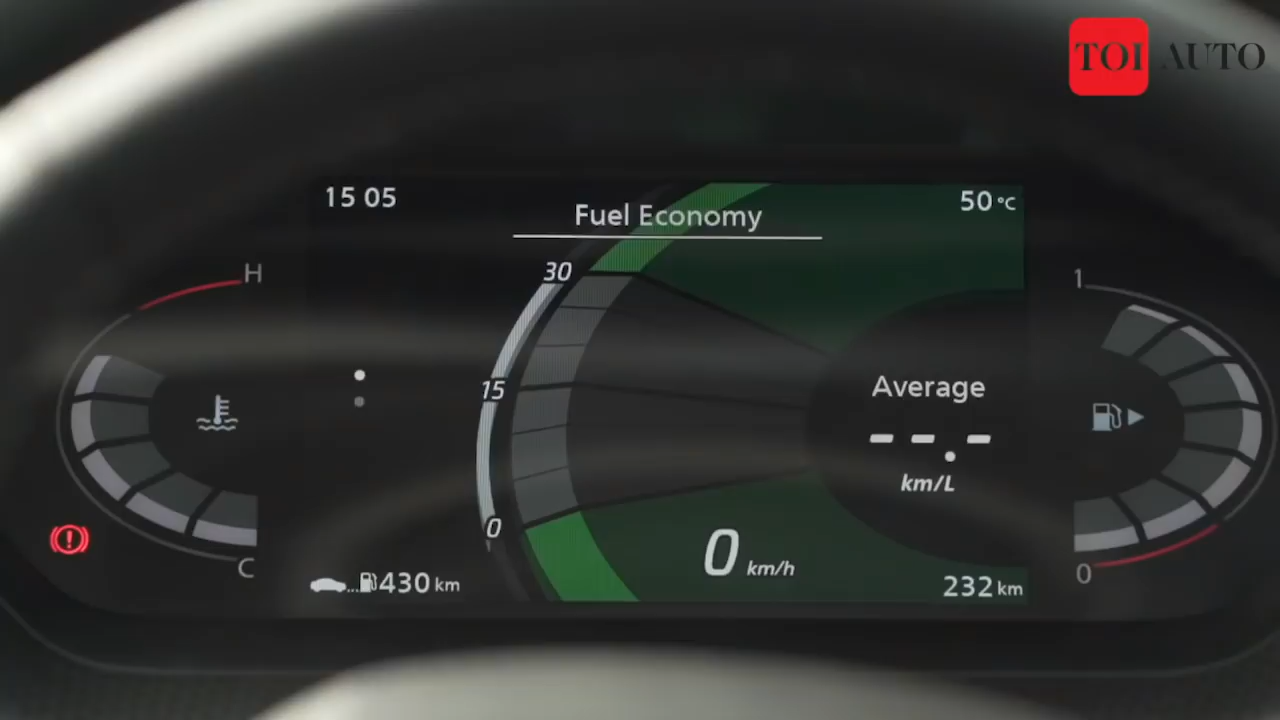 TOI AUTO
15 05
Fuel Economy
50 °C
H
30
1
15
Average
--.-
km/L
0
0 km/h
C
...430 km
232 km
0